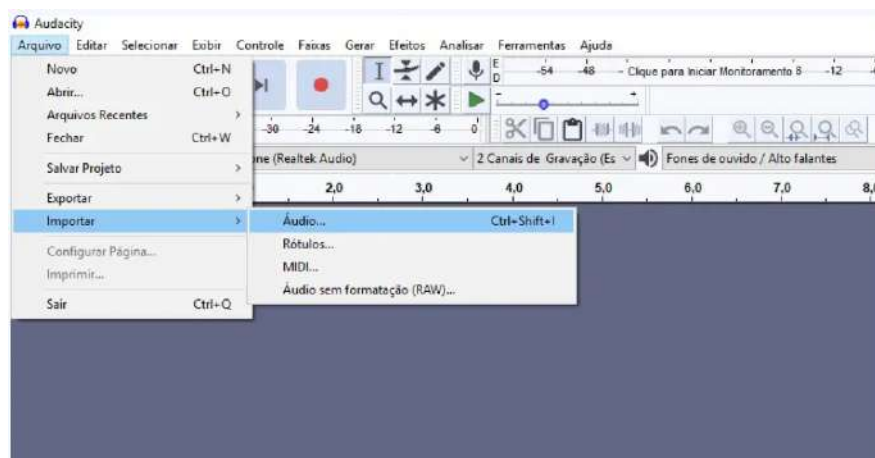 Audacity
Arquivo Editar Selecionar Exibir Controle Faixas Gerar Efeitos Analisar Ferramentas Ajuda
Novo Ctrl+N
Abrir... Ctrl+O
Arquivos Recentes >
Fechar Ctrl+W
Salvar Projeto >
Exportar >
Importar >
Configurar Página...
Imprimir...
Sair Ctrl+Q
Áudio... Ctrl+Shift+I
Rótulos...
MIDI...
Áudio sem formatação (RAW)...
E
D
-54 -48 - Clique para Iniciar Monitoramento -12
- +
-30 -24 -18 -12 -6 0
one (Realtek Audio) 2 Canais de Gravação (Es Fones de ouvido / Alto falantes
2,0 3,0 4,0 5,0 6,0 7,0 8,